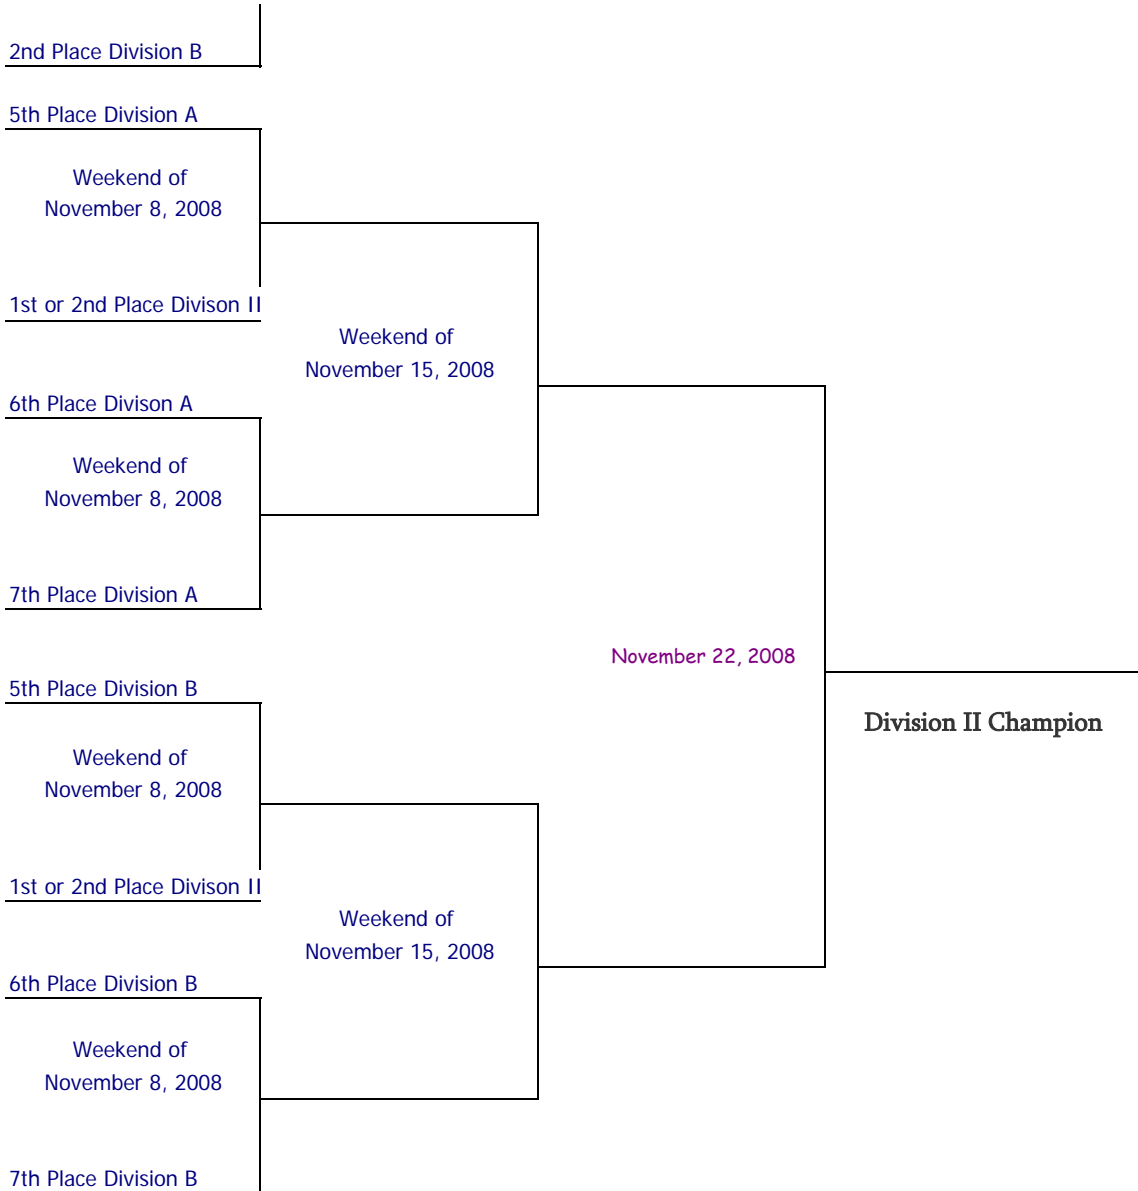 2nd Place Division B
5th Place Division A
Weekend of
November 8, 2008
1st or 2nd Place Divison II
Weekend of
November 15, 2008
6th Place Divison A
Weekend of
November 8, 2008
7th Place Division A
November 22, 2008
5th Place Division B
Division II Champion
Weekend of
November 8, 2008
1st or 2nd Place Divison II
Weekend of
November 15, 2008
6th Place Division B
Weekend of
November 8, 2008
7th Place Division B